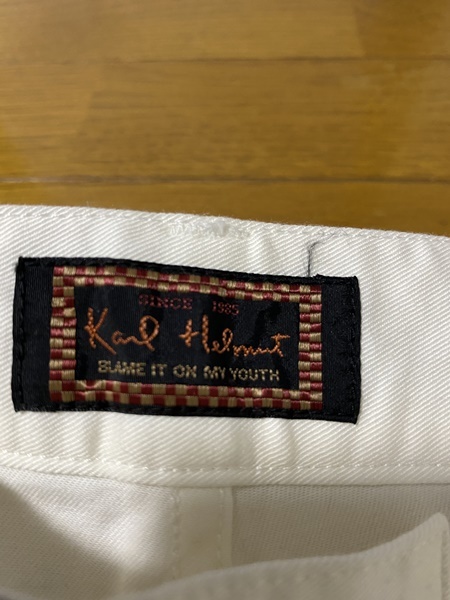 SINCE 1985
Karl Helmut
BLAME IT ON MY YOUTH